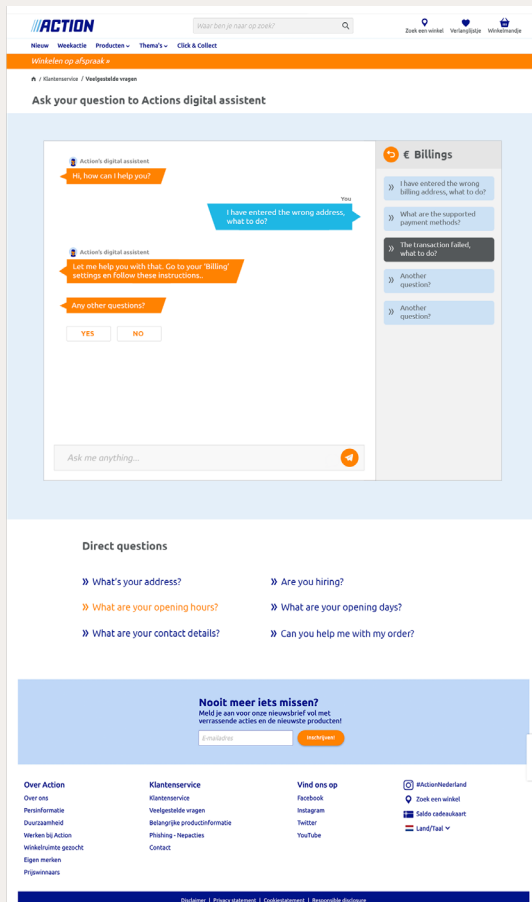 ACTION
Waar ben je naar op zoek?
Zoek een winkel Verlanglijstje Winkelmandje
Nieuw Weekactie Producten Thema's Click & Collect
Winkelen op afspraak »
/ Klantenservice / Veelgestelde vragen
Ask your question to Actions digital assistent
Action's digital assistent
Hi, how can I help you?
You
I have entered the wrong address,
what to do?
Action's digital assistent
Let me help you with that. Go to your 'Billing'
settings en follow these instructions..
Any other questions?
YES NO
Ask me anything...
€ Billings
» I have entered the wrong
billing address, what to do?
» What are the supported
payment methods?
» The transaction failed,
what to do?
» Another
question?
» Another
question?
Direct questions
» What's your address?
» Are you hiring?
» What are your opening hours?
» What are your opening days?
» What are your contact details?
» Can you help me with my order?
Nooit meer iets missen?
Meld je aan voor onze nieuwsbrief vol met
verrassende acties en de nieuwste producten!
E-mailadres
Inschrijven!
Over Action
Over ons
Persinformatie
Duurzaamheid
Werken bij Action
Winkelruimte gezocht
Eigen merken
Prijswinnaars
Klantenservice
Klantenservice
Veelgestelde vragen
Belangrijke productinformatie
Phishing - Nepacties
Contact
Vind ons op
Facebook
Instagram
Twitter
YouTube
#ActionNederland
Zoek een winkel
Saldo cadeaukaart
Land/Taal
Disclaimer | Privacy statement | Cookiestatement | Responsible disclosure